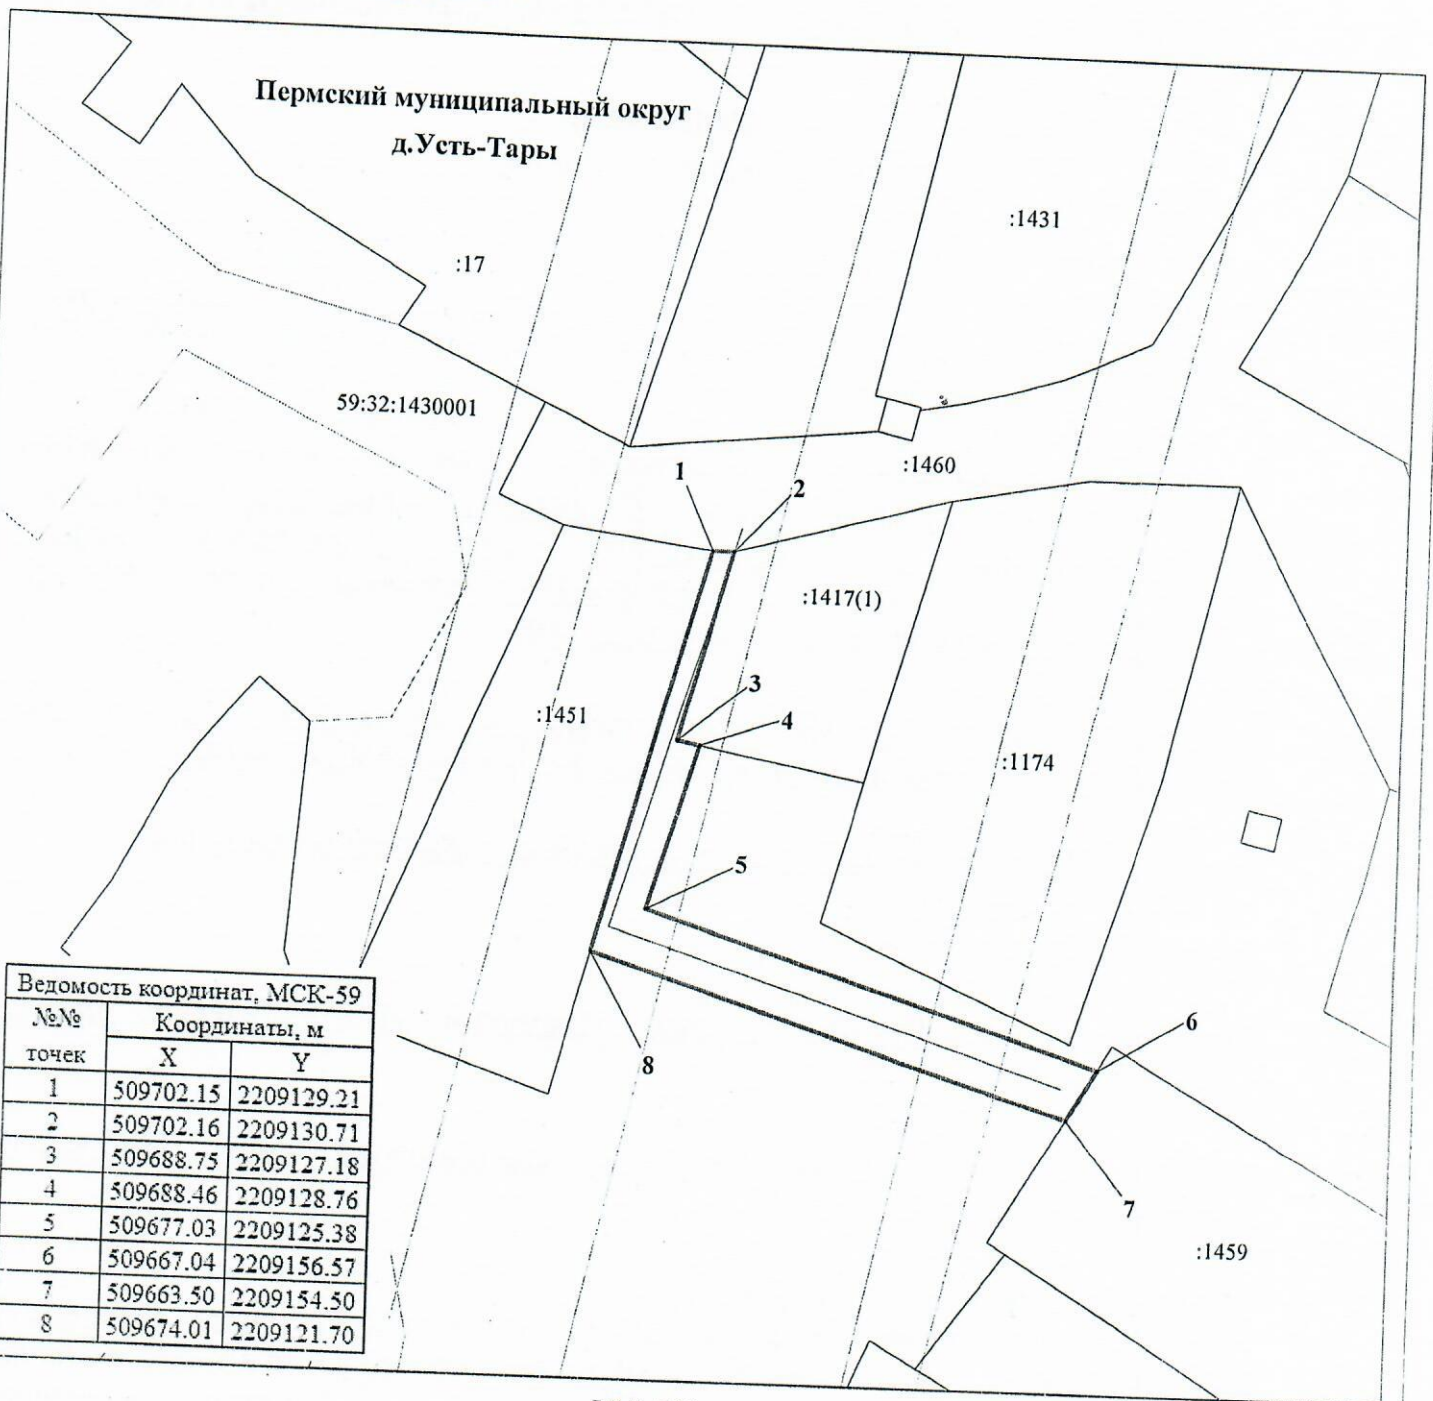 Пермский муниципальный округ
д.Усть-Тары
:1431
:17
59:32:1430001
:1460
1
2
:1417(1)
3
4
:1451
:1174
5
6
8
7
:1459
Ведомость координат, МСК-59
№№ точек Координаты, м
X Y
1 509702.15 2209129.21
2 509702.16 2209130.71
3 509688.75 2209127.18
4 509688.46 2209128.76
5 509677.03 2209125.38
6 509667.04 2209156.57
7 509663.50 2209154.50
8 509674.01 2209121.70